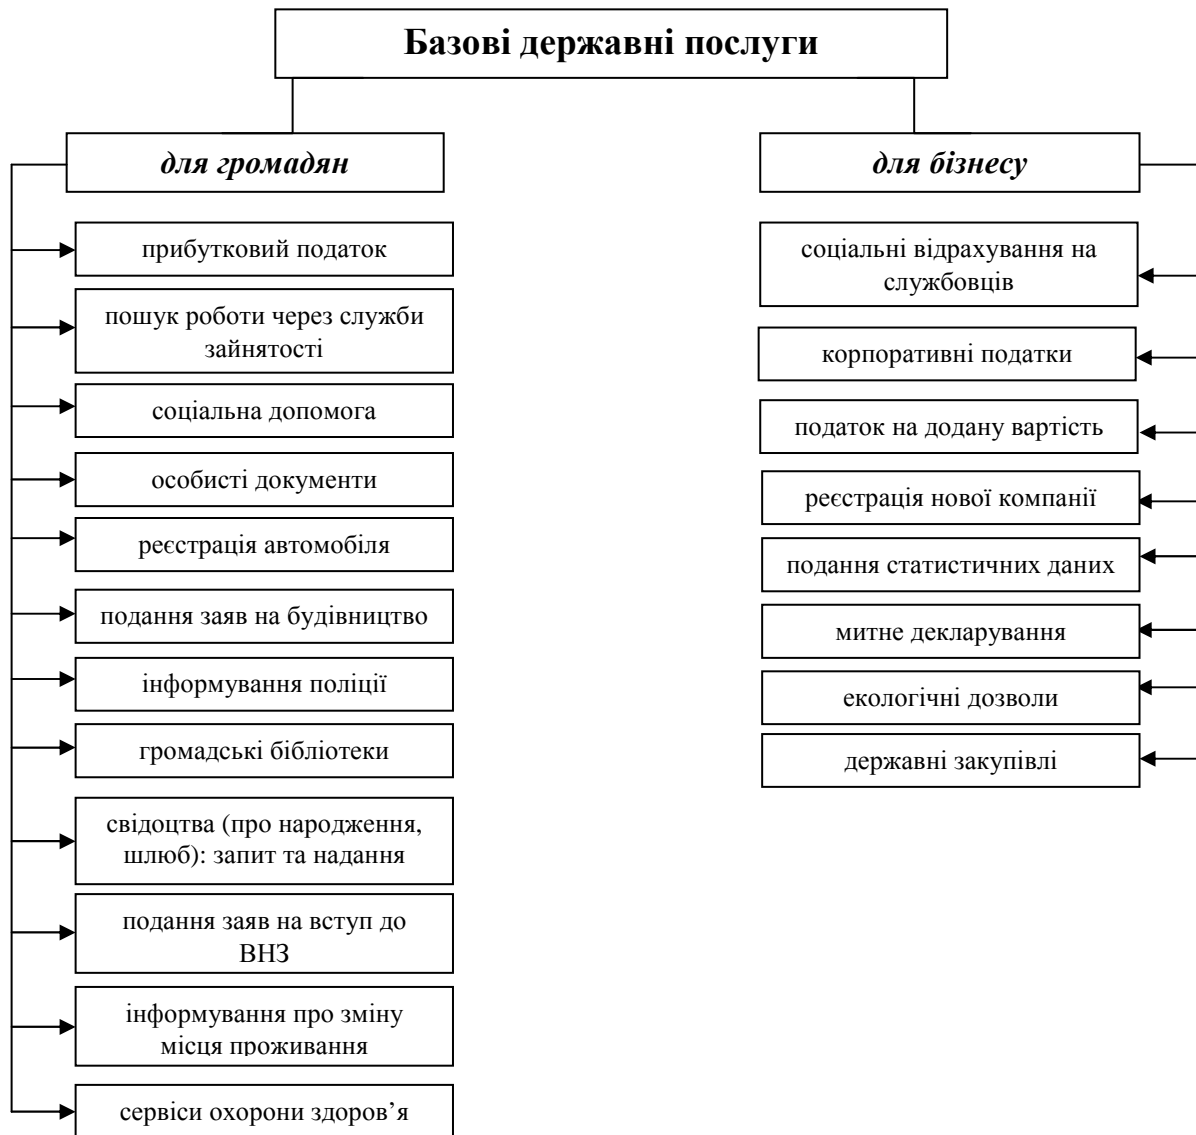 Базові державні послуги
для громадян
прибутковий податок
пошук роботи через служби
зайнятості
соціальна допомога
особисті документи
реєстрація автомобіля
подання заяв на будівництво
інформування поліції
громадські бібліотеки
свідоцтва (про народження,
шлюб): запит та надання
подання заяв на вступ до
ВНЗ
інформування про зміну
місця проживання
сервіси охорони здоров’я
для бізнесу
соціальні відрахування на
службовців
корпоративні податки
податок на додану вартість
реєстрація нової компанії
подання статистичних даних
митне декларування
екологічні дозволи
державні закупівлі